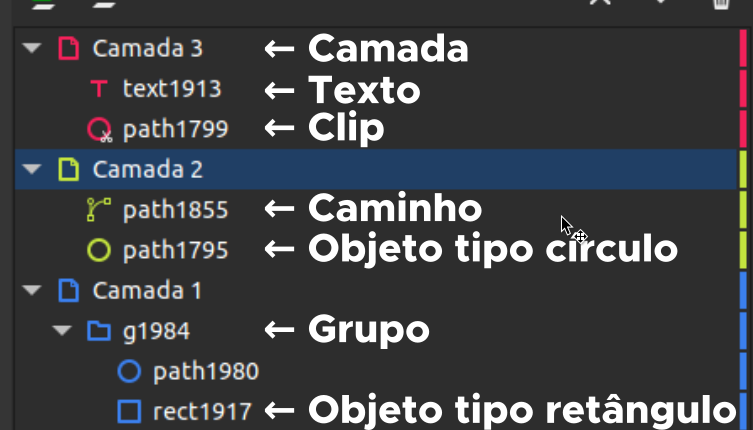 Camada 3 ← Camada
text1913 ← Texto
path1799 ← Clip
Camada 2
path1855 ← Caminho
path1795 ← Objeto tipo círculo
Camada 1
g1984 ← Grupo
path1980
rect1917 ← Objeto tipo retângulo